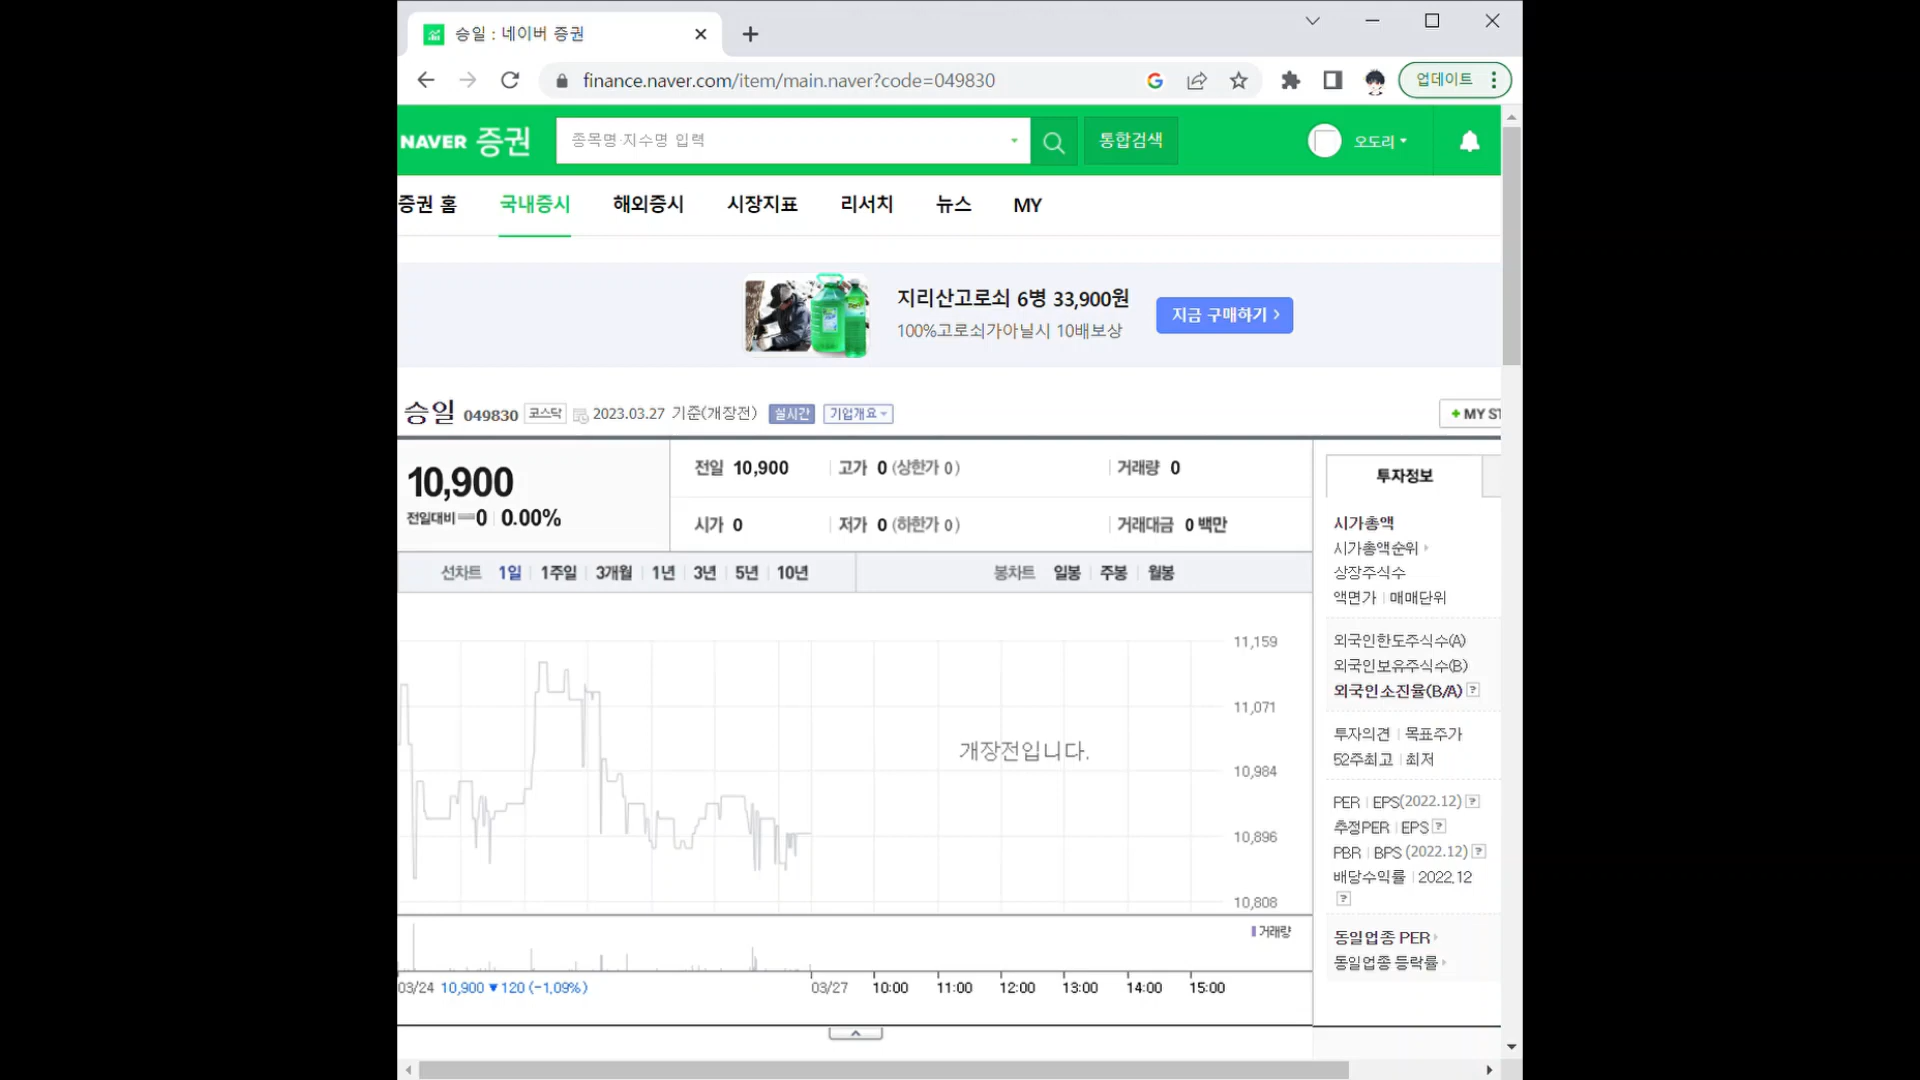 승일 : 네이버 증권
finance.naver.com/item/main.naver?code=049830
업데이트
NAVER 증권
종목명·지수명 입력
통합검색
오도리
증권 홈 국내증시 해외증시 시장지표 리서치 뉴스 MY
지리산고로쇠 6병 33,900원
100%고로쇠가아닐시 10배보상
지금 구매하기 >
승일 049830 코스닥 2023.03.27 기준(개장전) 실시간 기업개요
+ MY ST
10,900
전일대비 0 0.00%
전일 10,900 고가 0 (상한가 0) 거래량 0
시가 0 저가 0 (하한가 0) 거래대금 0 백만
선차트 1일 1주일 3개월 1년 3년 5년 10년
봉차트 일봉 주봉 월봉
11,159
11,071
10,984
10,896
10,808
개장전입니다.
거래량
03/24 10,900 ▼ 120 (-1.09%)
03/27 10:00 11:00 12:00 13:00 14:00 15:00
투자정보
시가총액
시가총액순위
상장주식수
액면가 매매단위
외국인한도주식수(A)
외국인보유주식수(B)
외국인소진율(B/A) ?
투자의견 목표주가
52주최고 최저
PER EPS(2022.12) ?
추정PER EPS ?
PBR BPS (2022.12) ?
배당수익률 2022.12
?
동일업종 PER
동일업종 등락률